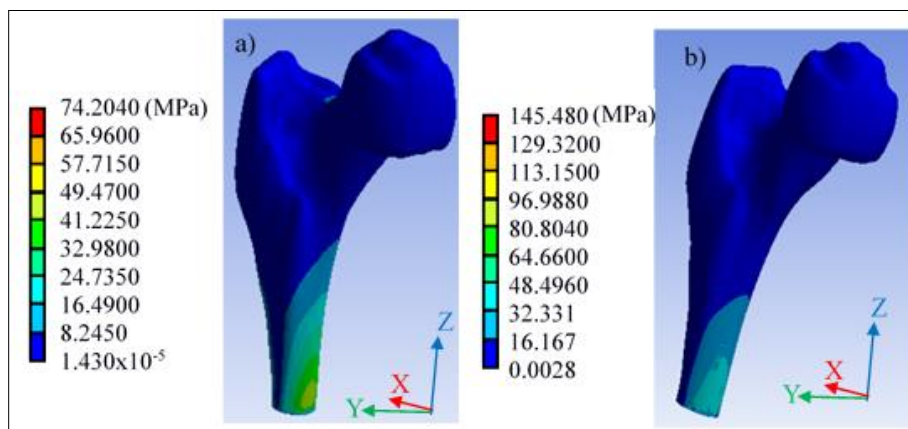 a)
74.2040 (MPa)
65.9600
57.7150
49.4700
41.2250
32.9800
24.7350
16.4900
8.2450
1.430x10⁻⁵
Z
X
Y
b)
145.480 (MPa)
129.3200
113.1500
96.9880
80.8040
64.6600
48.4960
32.331
16.167
0.0028
Z
X
Y